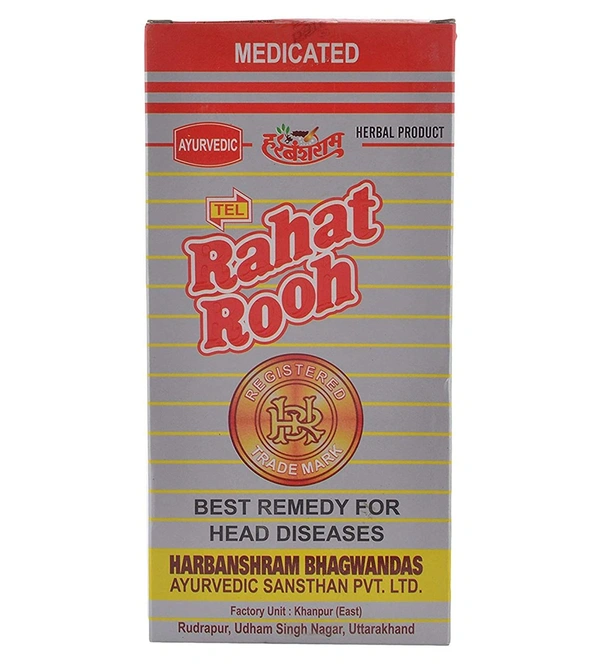 MEDICATED
AYURVEDIC
हरबंशराम
HERBAL PRODUCT
TEL
Rahat
Rooh
REGISTERED
HBR
TRADE MARK
BEST REMEDY FOR
HEAD DISEASES
HARBANSHRAM BHAGWANDAS
AYURVEDIC SANSTHAN PVT. LTD.
Factory Unit : Khanpur (East)
Rudrapur, Udham Singh Nagar, Uttarakhand